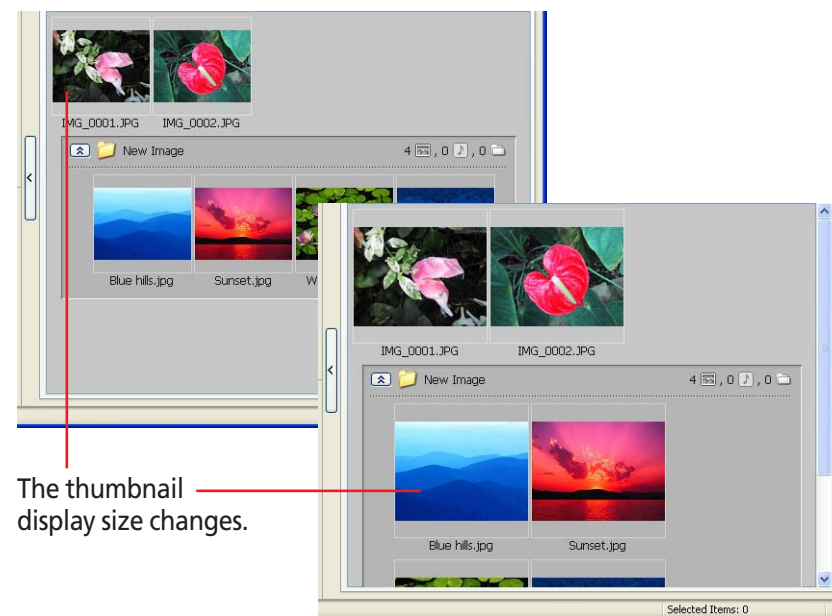 IMG_0001.JPG IMG_0002.JPG
New Image 4 , 0 , 0
Blue hills.jpg Sunset.jpg W
IMG_0001.JPG IMG_0002.JPG
New Image 4 , 0 , 0
Blue hills.jpg Sunset.jpg
Selected Items: 0
The thumbnail
display size changes.